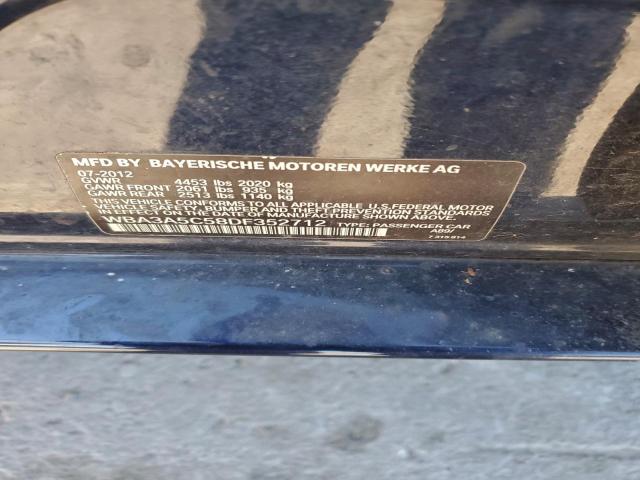 MFD BY BAYERISCHE MOTOREN WERKE AG
07-2012
GVWR 4453 lbs 2020 kg
GAWR FRONT 2061 lbs 935 kg
GAWR REAR 2513 lbs 1140 kg
THIS VEHICLE CONFORMS TO ALL APPLICABLE U.S. FEDERAL MOTOR
VEHICLE SAFETY, BUMPER, AND THEFT PREVENTION STANDARDS
IN EFFECT ON THE DATE OF MANUFACTURE SHOWN ABOVE.
WBA3A5C5BDF352712 TYPE: PASSENGER CAR